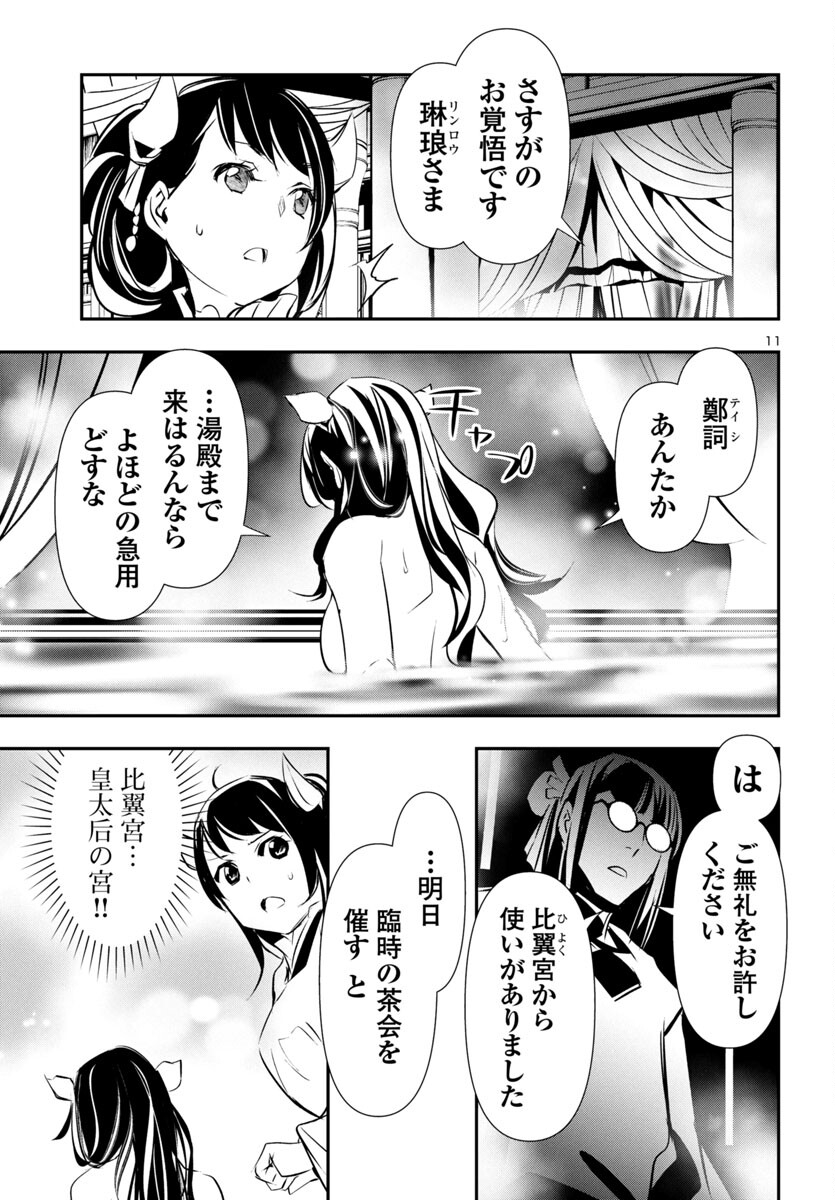 さすがの
お覚悟です
琳琅さま
リンロウ
11
鄭詞
テイシ
あんたか
チャプ
…湯殿まで
来はるんなら
よほどの急用
どすな
は
ご無礼をお許し
ください
比翼宮から
ひよく
使いがありました
…明日
臨時の茶会を
催す と
比翼宮…
皇太后の宮!!